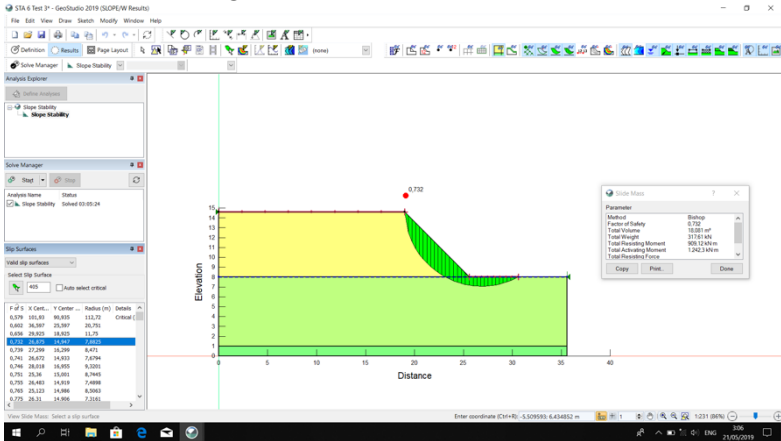 STA 6 Test 3* - GeoStudio 2019 (SLOPE/W Results)
File Edit View Draw Sketch Modify Window Help
Definition Results Page Layout (none)
Solve Manager Slope Stability
Analysis Explorer
Define Analyses
Slope Stability
Slope Stability
Solve Manager
Start Stop
Analysis Name Status
Slope Stability Solved 03:05:24
Slip Surfaces
Valid slip surfaces
Select Slip Surface
465 Auto select critical
F of S X Cent... Y Center ... Radius (m) Details
0,579 101,93 90,935 112,72 Critical (
0,602 36,597 25,597 20,751
0,656 29,925 18,925 11,75
0,732 26,875 14,947 7,8825
0,739 27,299 16,299 8,471
0,741 26,672 14,933 7,6794
0,746 28,018 16,955 9,3201
0,751 25,36 15,001 8,7445
0,755 26,483 14,919 7,4898
0,765 25,123 14,986 8,5063
0,775 26,31 14,906 7,3161
0,732
15
14
13
12
11
10
9
8
7
6
5
4
3
2
1
0
Elevation
0 5 10 15 20 25 30 35 40
Distance
Slide Mass ?
Parameter
Method Bishop
Factor of Safety 0,732
Total Volume 18,081 m³
Total Weight 317,61 kN
Total Resisting Moment 909,12 kN·m
Total Activating Moment 1.242,3 kN·m
Total Resisting Force
Copy Print.. Done
View Slide Mass: Select a slip surface
Enter coordinate (Ctrl+R): -5.509593; 6.434852 m 1 1:231 (86%)
ENG
3:06
21/05/2019